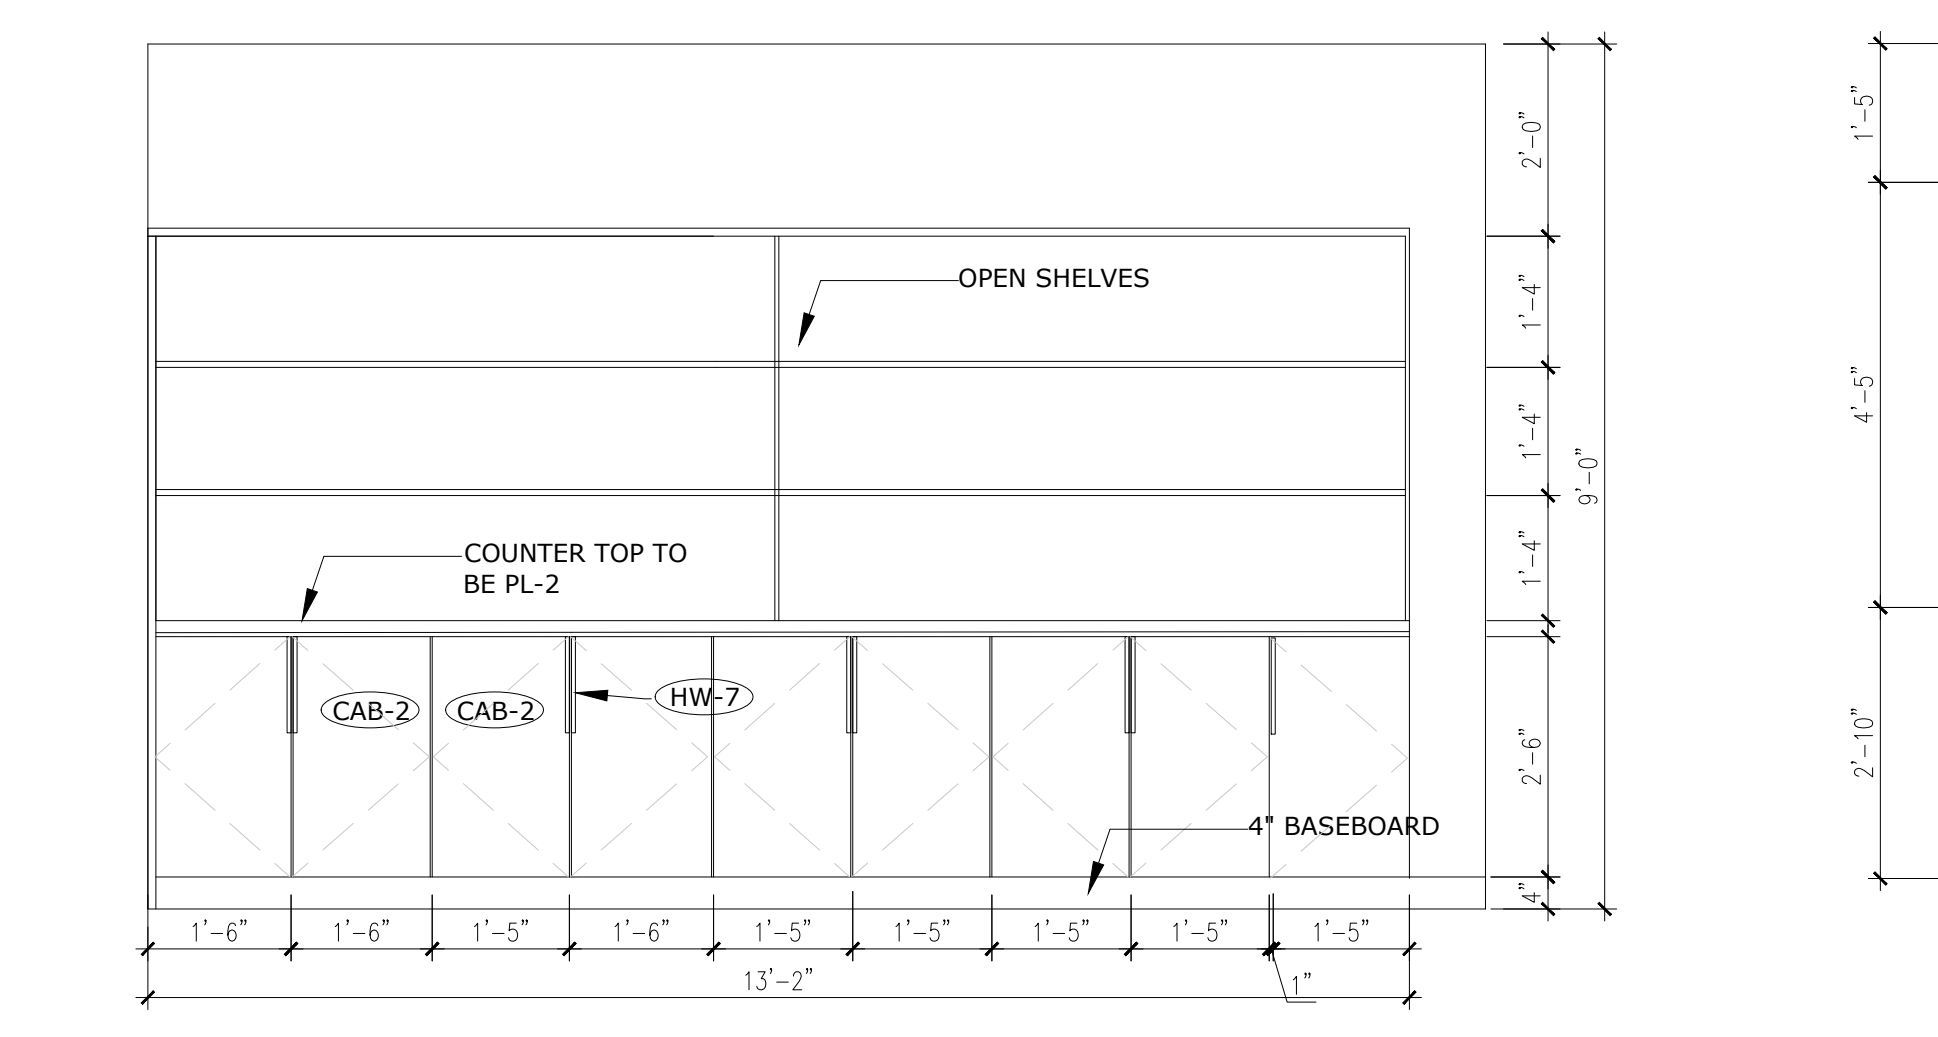 2'-0"
1'-5"
OPEN SHELVES
1'-4"
1'-4"
4'-5"
9'-0"
COUNTER TOP TO
BE PL-2
1'-4"
CAB-2 CAB-2 HW-7
2'-6"
2'-10"
4" BASEBOARD
4"
1'-6" 1'-6" 1'-5" 1'-6" 1'-5" 1'-5" 1'-5" 1'-5" 1'-5"
13'-2" 1"